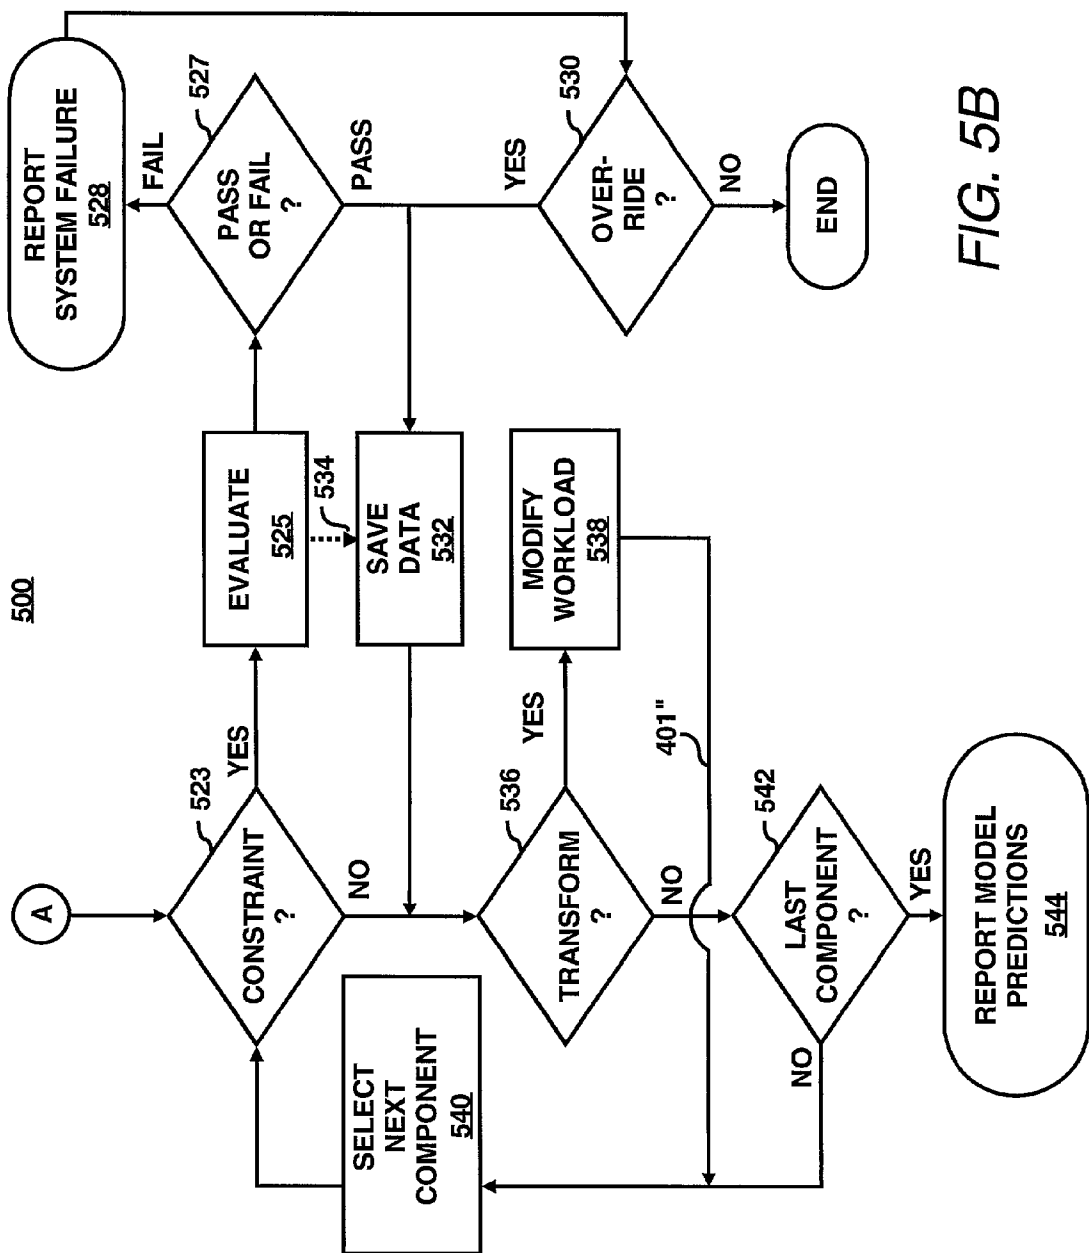 500
A
CONSTRAINT
?
523
YES
NO
EVALUATE
525
534
SAVE
DATA
532
PASS
OR FAIL
?
527
FAIL
PASS
REPORT
SYSTEM FAILURE
528
OVER-
RIDE
?
530
YES
NO
END
SELECT
NEXT
COMPONENT
540
TRANSFORM
?
536
YES
NO
MODIFY
WORKLOAD
538
401"
LAST
COMPONENT
?
542
NO
YES
REPORT MODEL
PREDICTIONS
544
FIG. 5B